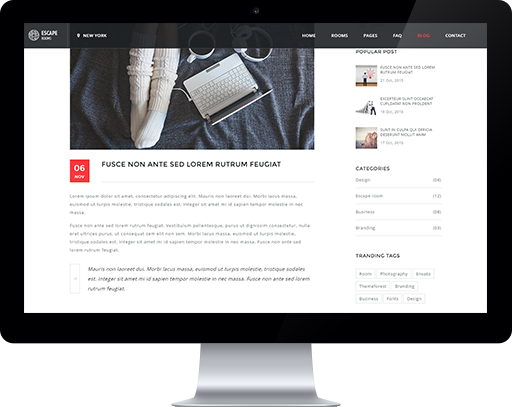 ESCAPE
ROOMS
NEW YORK
HOME ROOMS PAGES FAQ BLOG CONTACT
06
NOV
FUSCE NON ANTE SED LOREM RUTRUM FEUGIAT
Lorem ipsum dolor sit amet, consectetur adipiscing elit. Mauris non laoreet dui. Morbi lacus massa,
euismod ut turpis molestie, tristique sodales est. Integer sit amet mi id sapien tempor molestie in nec
massa.
Fusce non ante sed lorem rutrum feugiat. Vestibulum pellentesque, purus ut dignissim consectetur, nulla
erat ultrices purus, ut consequat sem elit non sem. Morbi lacus massa, euismod ut turpis molestie,
tristique sodales est. Integer sit amet mi id sapien tempor molestie in nec massa. Fusce non ante sed
lorem rutrum feugiat.
Mauris non laoreet dui. Morbi lacus massa, euismod ut turpis molestie, tristique sodales
est. Integer sit amet mi id sapien tempor molestie in nec massa. Fusce non ante sed lorem
rutrum feugiat.
POPULAR POST
FUSCE NON ANTE SED LOREM
RUTRUM FEUGIAT
21 Oct, 2015
EXCEPTEUR SINT OCCAECAT
CUPIDATAT NON PROIDENT
18 Oct, 2015
SUNT IN CULPA QUI OFFICIA
DESERUNT MOLLIT ANIM
17 Oct, 2015
CATEGORIES
Design (04)
Escape room (12)
Business (08)
Branding (03)
TRANDING TAGS
Room Photography Envato
Themeforest Branding
Business Fonts Design